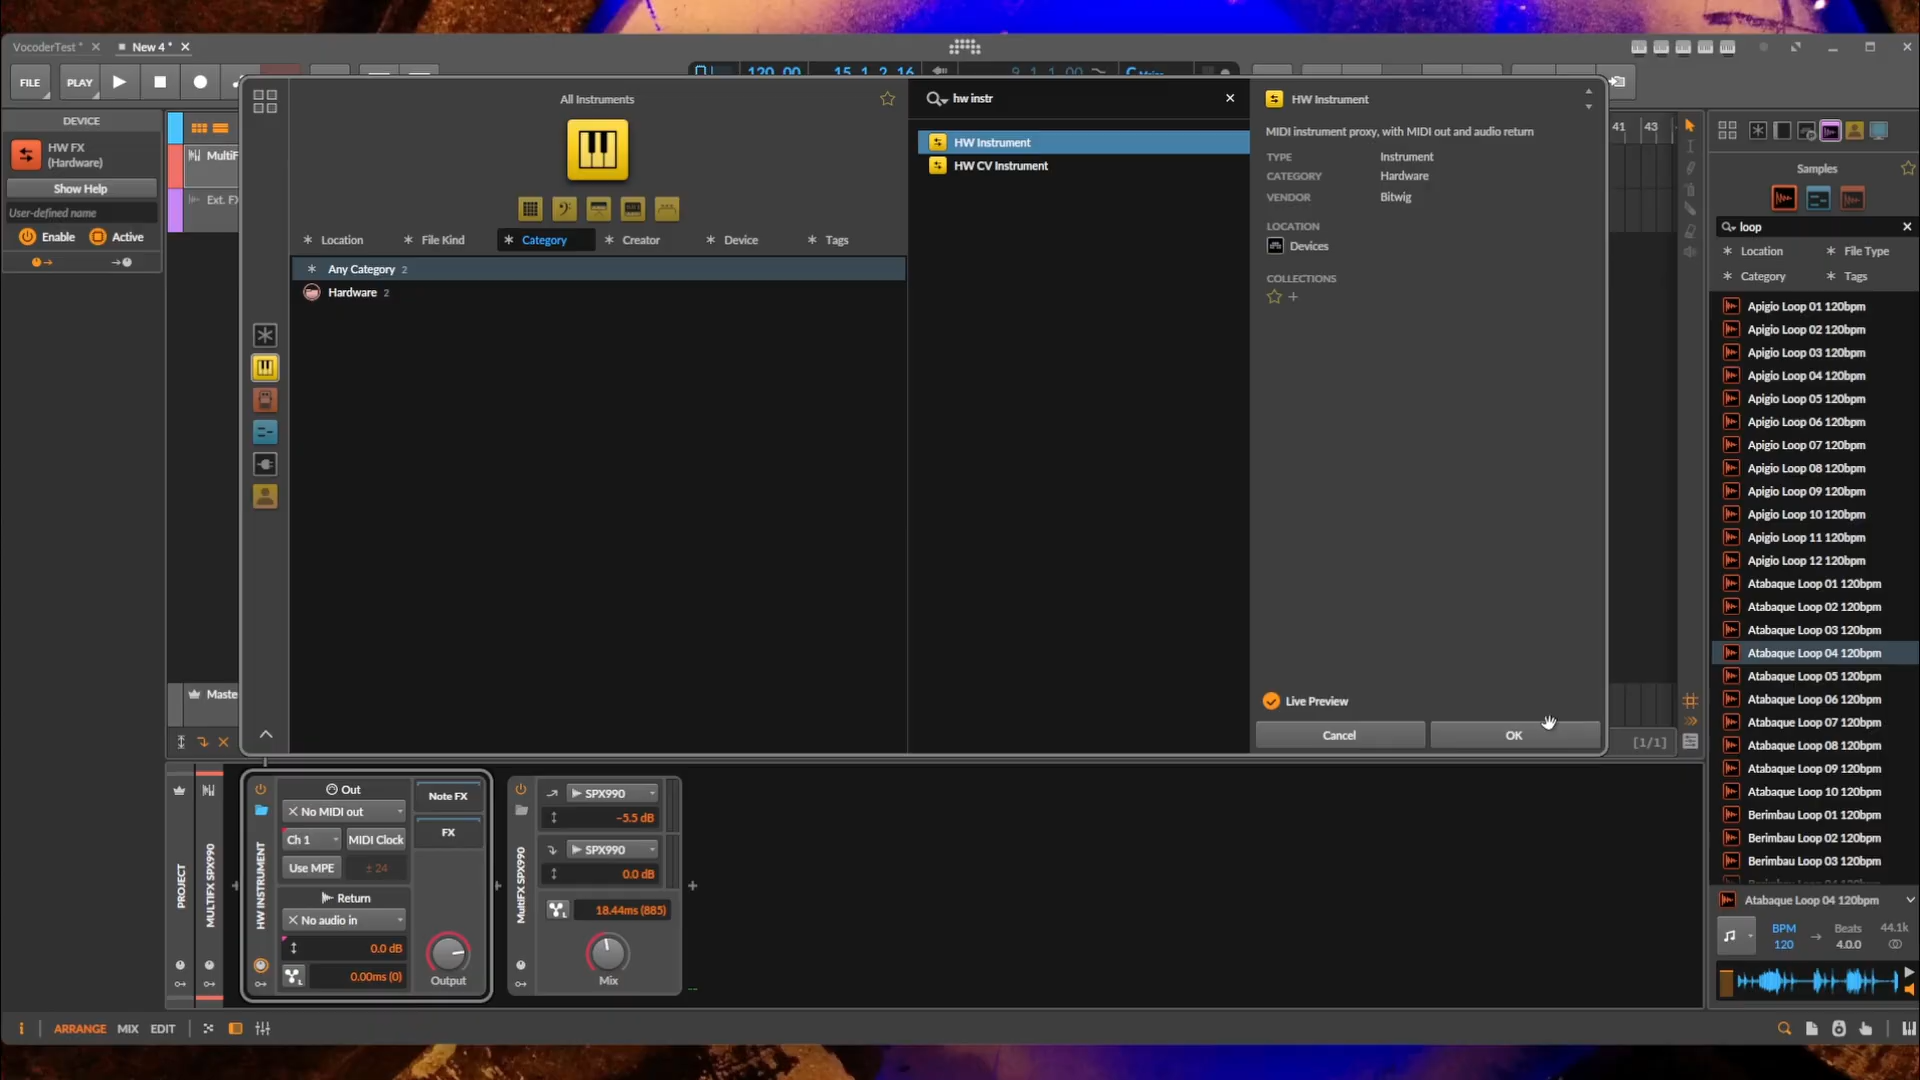 VocoderTest *
New 4 *
FILE
PLAY
120.00
15.1.2.16
9.1.1.00
DEVICE
HW FX
(Hardware)
Show Help
User-defined name
Enable
Active
MultiF
Ext. F
Maste
All Instruments
Location
File Kind
Category
Creator
Device
Tags
Any Category 2
Hardware 2
hw instr
HW Instrument
HW CV Instrument
HW Instrument
MIDI instrument proxy, with MIDI out and audio return
TYPE Instrument
CATEGORY Hardware
VENDOR Bitwig
LOCATION
Devices
COLLECTIONS
Live Preview
Cancel
OK
41 43
[1/1]
Samples
loop
Location
File Type
Category
Tags
Apigio Loop 01 120bpm
Apigio Loop 02 120bpm
Apigio Loop 03 120bpm
Apigio Loop 04 120bpm
Apigio Loop 05 120bpm
Apigio Loop 06 120bpm
Apigio Loop 07 120bpm
Apigio Loop 08 120bpm
Apigio Loop 09 120bpm
Apigio Loop 10 120bpm
Apigio Loop 11 120bpm
Apigio Loop 12 120bpm
Atabaque Loop 01 120bpm
Atabaque Loop 02 120bpm
Atabaque Loop 03 120bpm
Atabaque Loop 04 120bpm
Atabaque Loop 05 120bpm
Atabaque Loop 06 120bpm
Atabaque Loop 07 120bpm
Atabaque Loop 08 120bpm
Atabaque Loop 09 120bpm
Atabaque Loop 10 120bpm
Berimbau Loop 01 120bpm
Berimbau Loop 02 120bpm
Berimbau Loop 03 120bpm
Atabaque Loop 04 120bpm
BPM
120
Beats
4.0.0
44.1k
PROJECT
MULTIFX SPX990
HW INSTRUMENT
Out
No MIDI out
Ch 1
MIDI Clock
Use MPE
± 24
Return
No audio in
0.0 dB
0.00ms (0)
Note FX
FX
Output
MultiFX SPX990
SPX990
-5.5 dB
SPX990
0.0 dB
18.44ms (885)
Mix
ARRANGE
MIX
EDIT